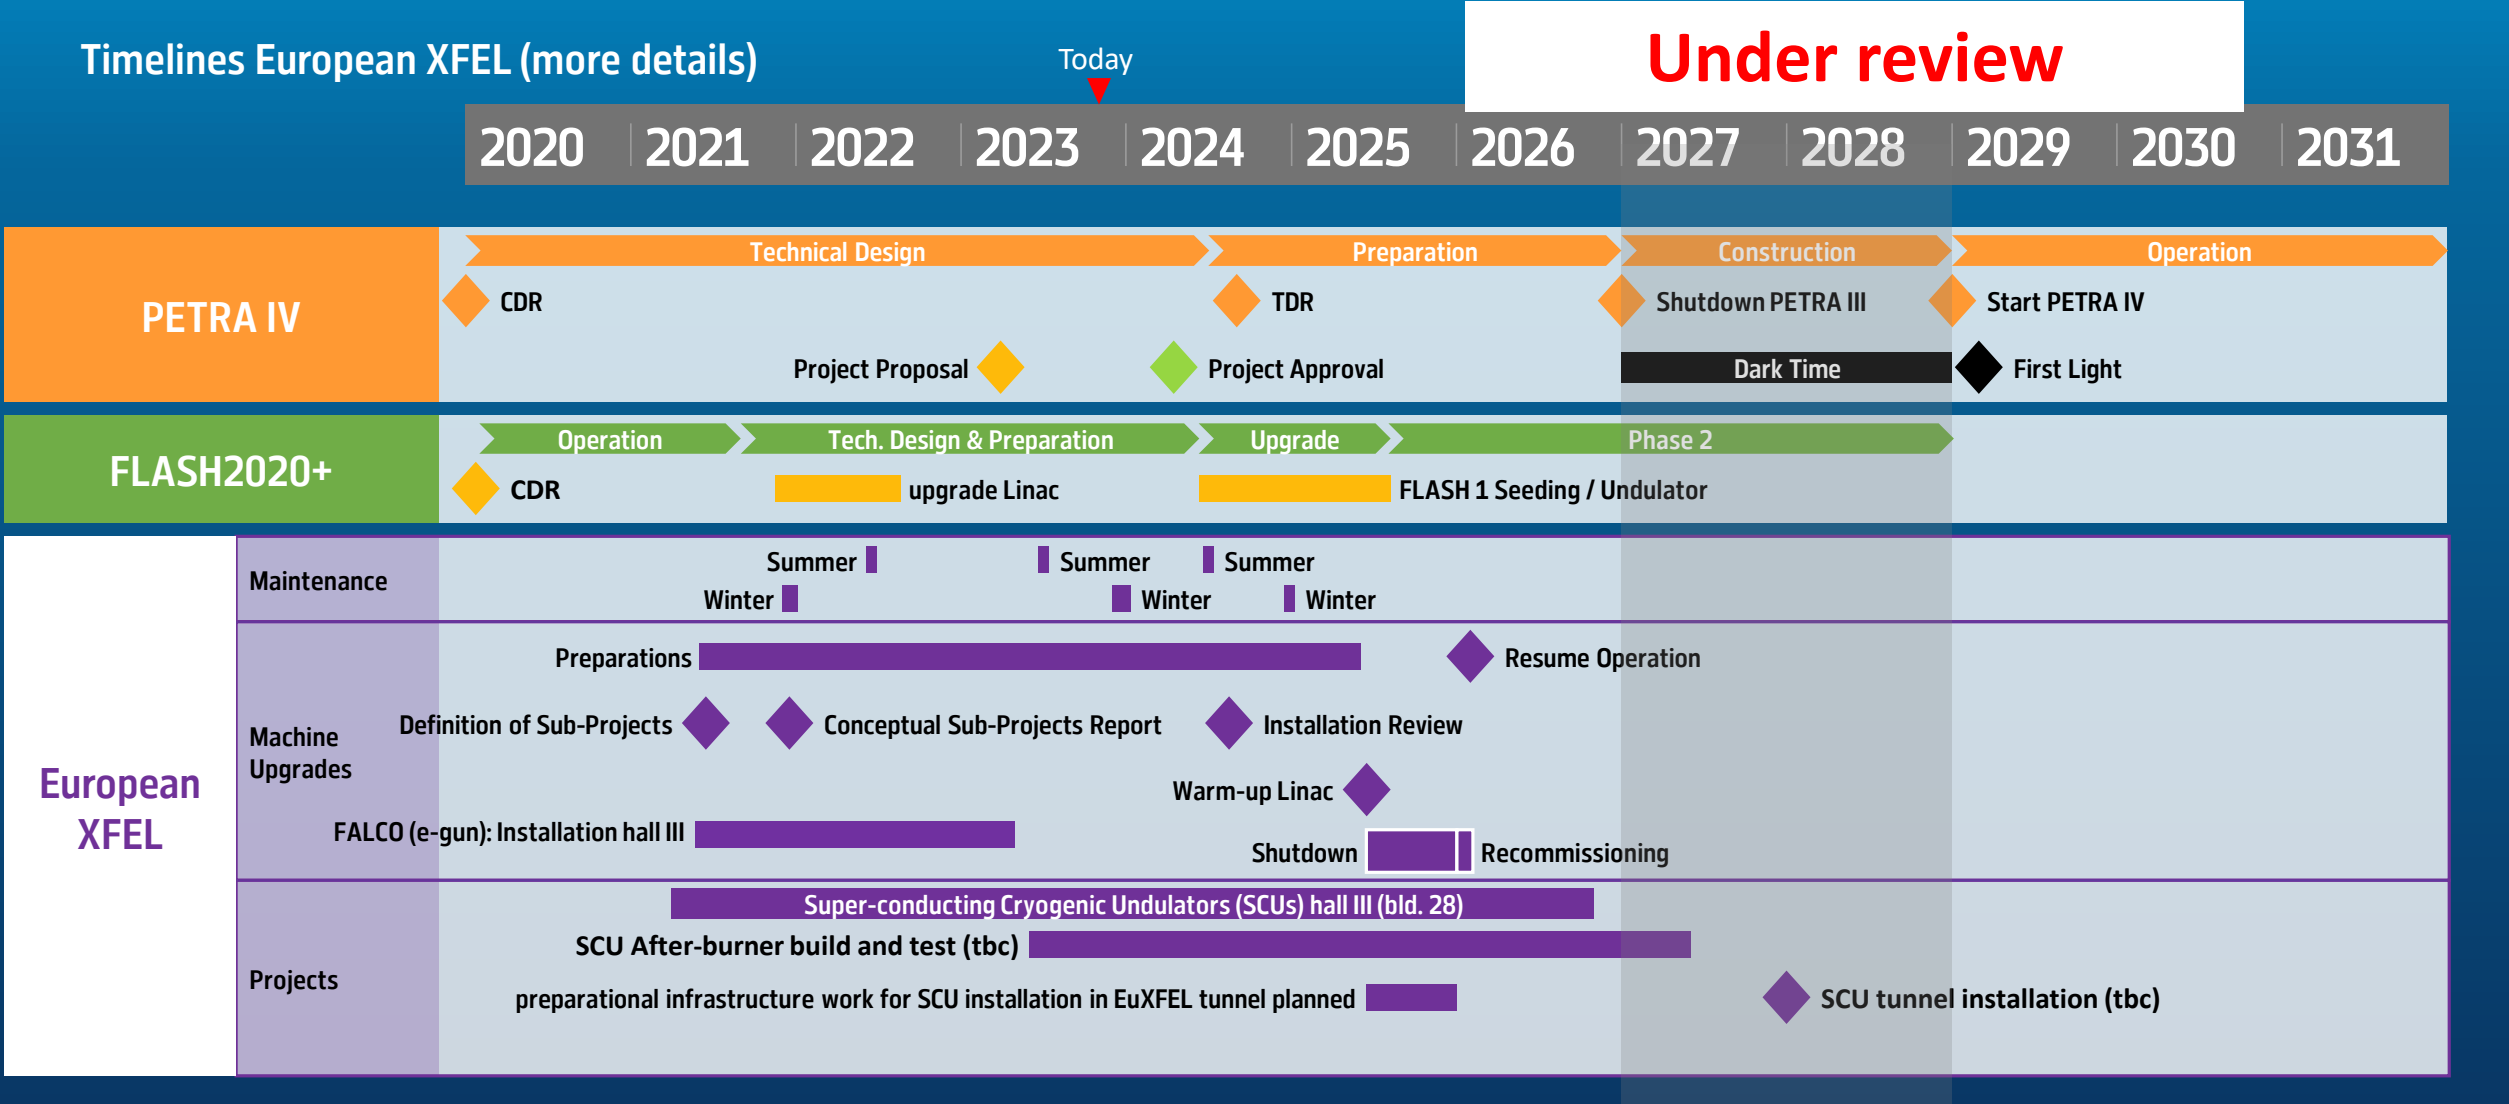 Timelines European XFEL (more details)
Today
Under review
2020 2021 2022 2023 2024 2025 2026 2027 2028 2029 2030 2031
PETRA IV
Technical Design
Preparation
Construction
Operation
CDR
TDR
Shutdown PETRA III
Start PETRA IV
Project Proposal
Project Approval
Dark Time
First Light
FLASH2020+
Operation
Tech. Design & Preparation
Upgrade
Phase 2
CDR
upgrade Linac
FLASH 1 Seeding / Undulator
European
XFEL
Maintenance
Summer
Summer
Summer
Winter
Winter
Winter
Machine
Upgrades
Preparations
Resume Operation
Definition of Sub-Projects
Conceptual Sub-Projects Report
Installation Review
Warm-up Linac
FALCO (e-gun): Installation hall III
Shutdown
Recommissioning
Projects
Super-conducting Cryogenic Undulators (SCUs) hall III (bld. 28)
SCU After-burner build and test (tbc)
preparational infrastructure work for SCU installation in EuXFEL tunnel planned
SCU tunnel installation (tbc)